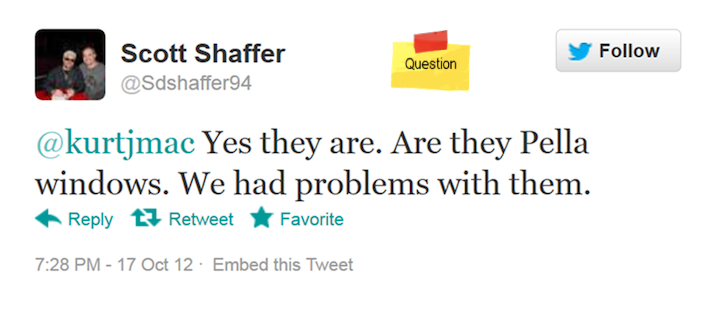 Scott Shaffer
@Sdshaffer94
Question
Follow
@kurtjmac Yes they are. Are they Pella
windows. We had problems with them.
Reply Retweet Favorite
7:28 PM - 17 Oct 12 · Embed this Tweet